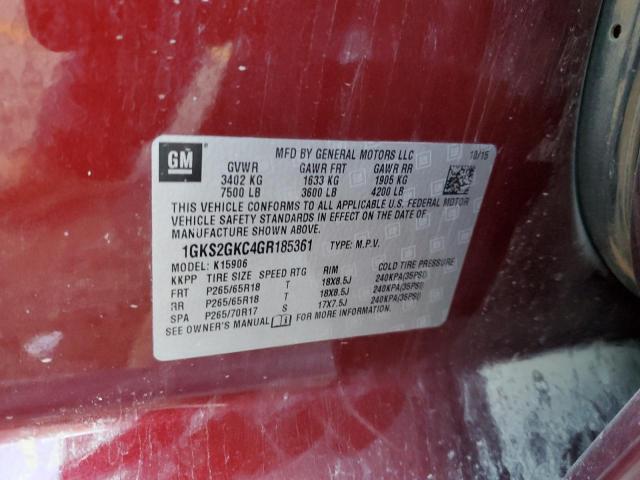 GM
MFD BY GENERAL MOTORS LLC 10/15
GVWR GAWR FRT GAWR RR
3402 KG 1633 KG 1905 KG
7500 LB 3600 LB 4200 LB
THIS VEHICLE CONFORMS TO ALL APPLICABLE U.S. FEDERAL MOTOR
VEHICLE SAFETY STANDARDS IN EFFECT ON THE DATE OF
MANUFACTURE SHOWN ABOVE.
1GKS2GKC4GR185361 TYPE: M.P.V.
MODEL: K15906
KKPP TIRE SIZE SPEED RTG RIM COLD TIRE PRESSURE
FRT P265/65R18 T 18X8.5J 240KPA(35PSI)
RR P265/65R18 T 18X8.5J 240KPA(35PSI)
SPA P265/70R17 S 17X7.5J 240KPA(35PSI)
SEE OWNER'S MANUAL FOR MORE INFORMATION.